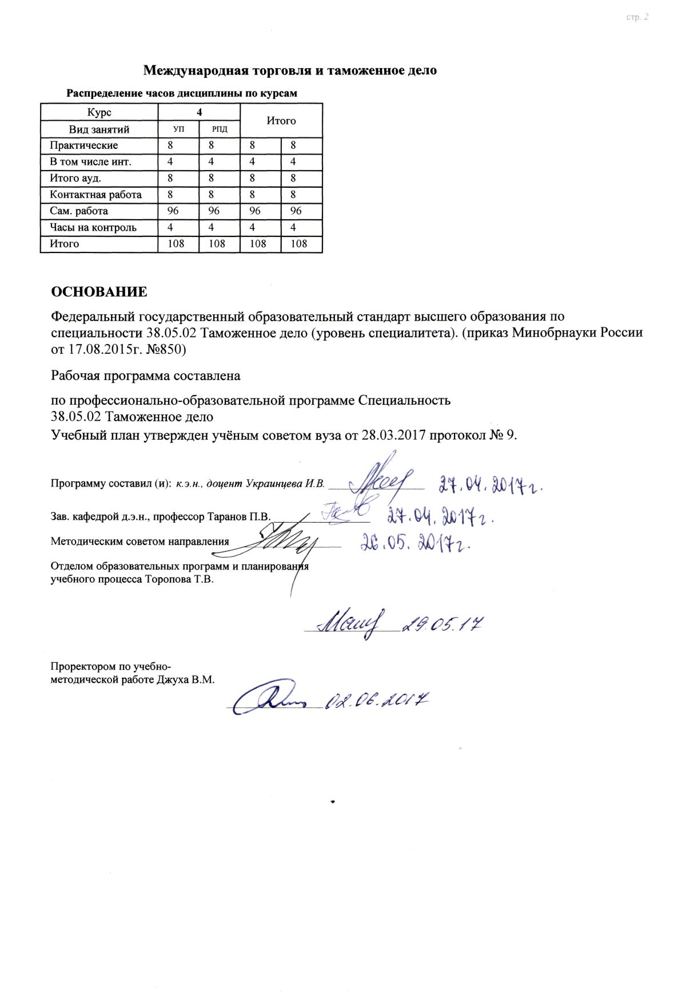 стр. 2
Международная торговля и таможенное дело
Распределение часов дисциплины по курсам
Курс 4 Итого
Вид занятий УП РПД
Практические 8 8 8 8
В том числе инт. 4 4 4 4
Итого ауд. 8 8 8 8
Контактная работа 8 8 8 8
Сам. работа 96 96 96 96
Часы на контроль 4 4 4 4
Итого 108 108 108 108
ОСНОВАНИЕ
Федеральный государственный образовательный стандарт высшего образования по
специальности 38.05.02 Таможенное дело (уровень специалитета). (приказ Минобрнауки России
от 17.08.2015г. №850)
Рабочая программа составлена
по профессионально-образовательной программе Специальность
38.05.02 Таможенное дело
Учебный план утвержден учёным советом вуза от 28.03.2017 протокол № 9.
Программу составил (и): к.э.н., доцент Украинцева И.В. 27.04.2017г.
Зав. кафедрой д.э.н., профессор Таранов П.В. 27.04.2017г.
Методическим советом направления 26.05.2017г.
Отделом образовательных программ и планирования
учебного процесса Торопова Т.В.
29.05.17
Проректором по учебно-
методической работе Джуха В.М.
02.06.2017